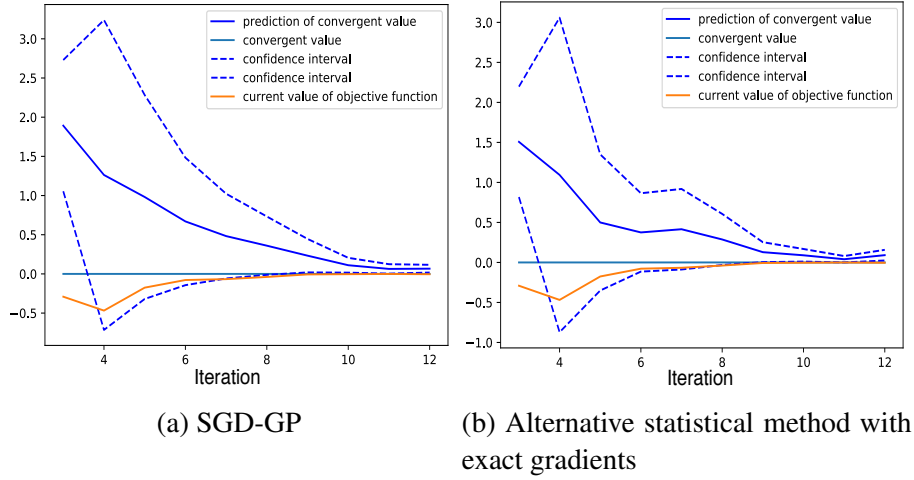 3.0
2.5
2.0
1.5
1.0
0.5
0.0
−0.5
4
6
8
10
12
Iteration
prediction of convergent value
convergent value
confidence interval
confidence interval
current value of objective function
(a) SGD-GP
3.0
2.5
2.0
1.5
1.0
0.5
0.0
−0.5
−1.0
4
6
8
10
12
Iteration
prediction of convergent value
convergent value
confidence interval
confidence interval
current value of objective function
(b) Alternative statistical method with
exact gradients